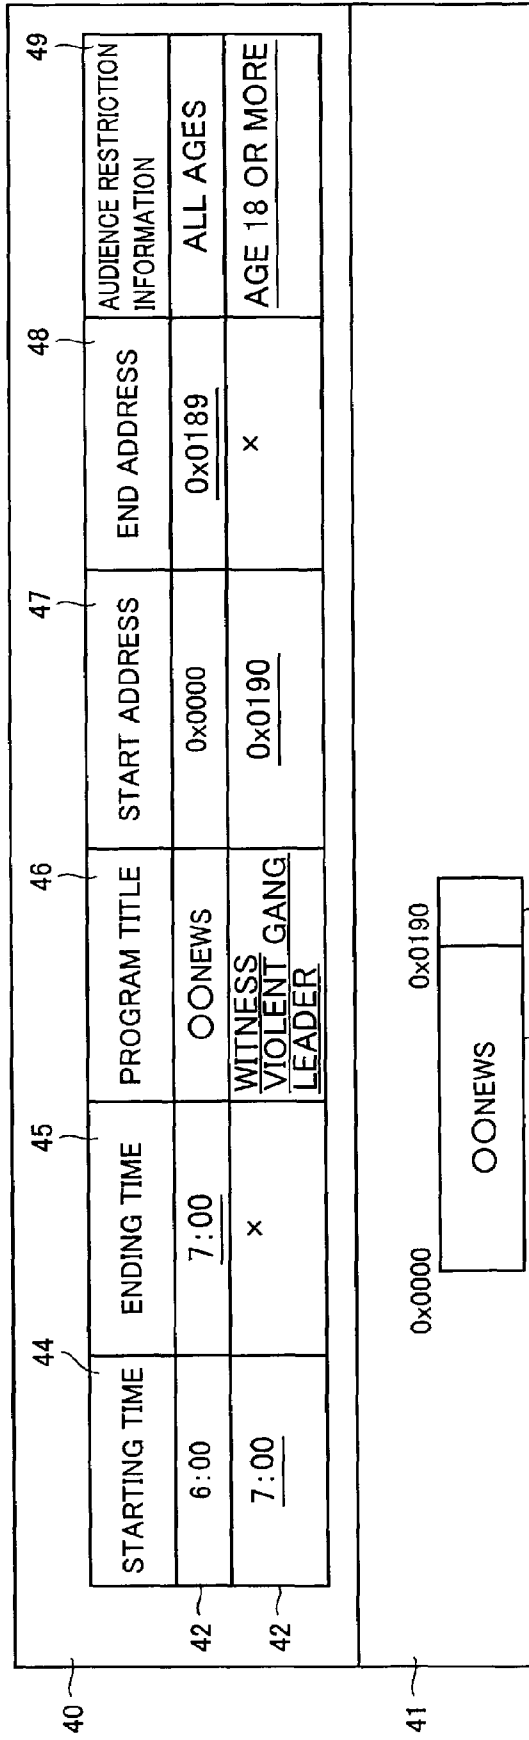 40
44
45
46
47
48
49
STARTING TIME
ENDING TIME
PROGRAM TITLE
START ADDRESS
END ADDRESS
AUDIENCE RESTRICTION
INFORMATION
42
6:00
7:00
○○NEWS
0x0000
0x0189
ALL AGES
42
7:00
×
WITNESS
VIOLENT GANG
LEADER
0x0190
×
AGE 18 OR MORE
41
0x0000
0x0190
○○NEWS